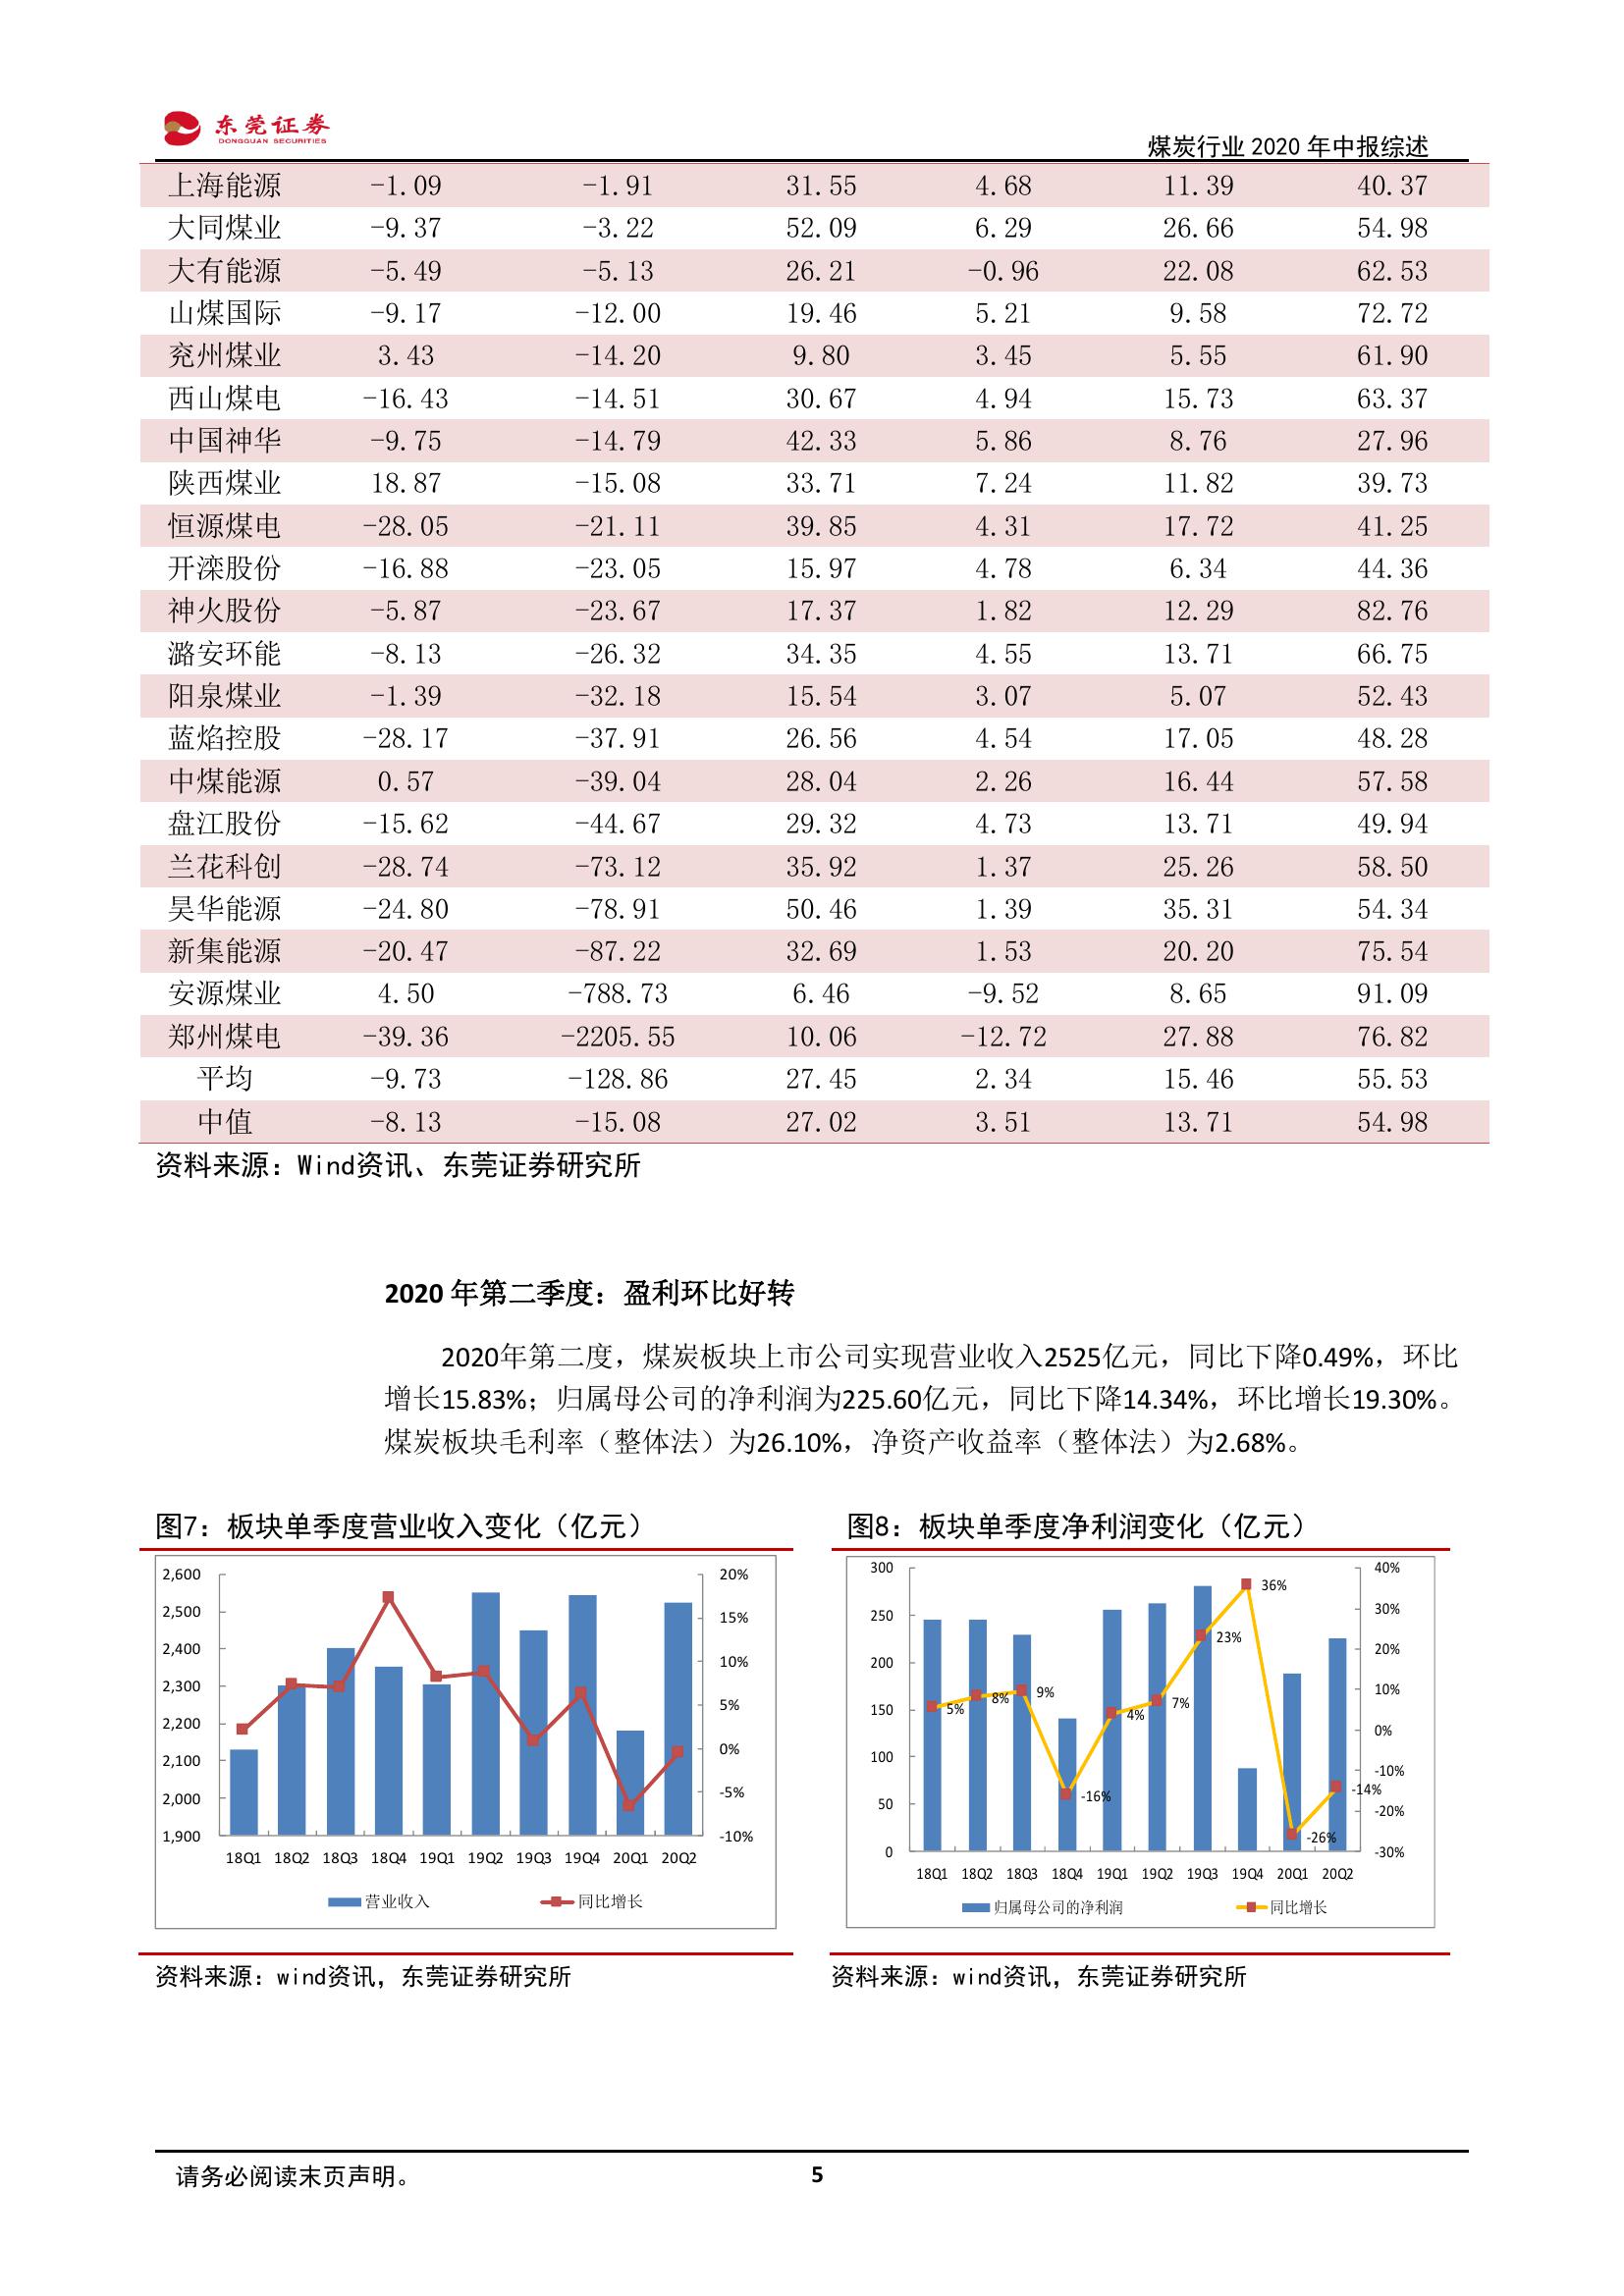 东莞证券
DONGGUAN SECURITIES
煤炭行业 2020 年中报综述
上海能源 -1.09 -1.91 31.55 4.68 11.39 40.37
大同煤业 -9.37 -3.22 52.09 6.29 26.66 54.98
大有能源 -5.49 -5.13 26.21 -0.96 22.08 62.53
山煤国际 -9.17 -12.00 19.46 5.21 9.58 72.72
兖州煤业 3.43 -14.20 9.80 3.45 5.55 61.90
西山煤电 -16.43 -14.51 30.67 4.94 15.73 63.37
中国神华 -9.75 -14.79 42.33 5.86 8.76 27.96
陕西煤业 18.87 -15.08 33.71 7.24 11.82 39.73
恒源煤电 -28.05 -21.11 39.85 4.31 17.72 41.25
开滦股份 -16.88 -23.05 15.97 4.78 6.34 44.36
神火股份 -5.87 -23.67 17.37 1.82 12.29 82.76
潞安环能 -8.13 -26.32 34.35 4.55 13.71 66.75
阳泉煤业 -1.39 -32.18 15.54 3.07 5.07 52.43
蓝焰控股 -28.17 -37.91 26.56 4.54 17.05 48.28
中煤能源 0.57 -39.04 28.04 2.26 16.44 57.58
盘江股份 -15.62 -44.67 29.32 4.73 13.71 49.94
兰花科创 -28.74 -73.12 35.92 1.37 25.26 58.50
昊华能源 -24.80 -78.91 50.46 1.39 35.31 54.34
新集能源 -20.47 -87.22 32.69 1.53 20.20 75.54
安源煤业 4.50 -788.73 6.46 -9.52 8.65 91.09
郑州煤电 -39.36 -2205.55 10.06 -12.72 27.88 76.82
平均 -9.73 -128.86 27.45 2.34 15.46 55.53
中值 -8.13 -15.08 27.02 3.51 13.71 54.98
资料来源：Wind资讯、东莞证券研究所
2020 年第二季度：盈利环比好转
2020年第二度，煤炭板块上市公司实现营业收入2525亿元，同比下降0.49%，环比
增长15.83%；归属母公司的净利润为225.60亿元，同比下降14.34%，环比增长19.30%。
煤炭板块毛利率（整体法）为26.10%，净资产收益率（整体法）为2.68%。
图7：板块单季度营业收入变化（亿元）
2,600 20%
2,500 15%
2,400 10%
2,300 5%
2,200 0%
2,100 -5%
2,000 -10%
1,900
18Q1 18Q2 18Q3 18Q4 19Q1 19Q2 19Q3 19Q4 20Q1 20Q2
营业收入 同比增长
资料来源：wind资讯，东莞证券研究所
图8：板块单季度净利润变化（亿元）
300 40%
250 30%
200 20%
150 10%
100 0%
50 -10%
0 -20%
-30%
5% 8% 9% -16% 4% 7% 23% 36% -26% -14%
18Q1 18Q2 18Q3 18Q4 19Q1 19Q2 19Q3 19Q4 20Q1 20Q2
归属母公司的净利润 同比增长
资料来源：wind资讯，东莞证券研究所
请务必阅读末页声明。
5